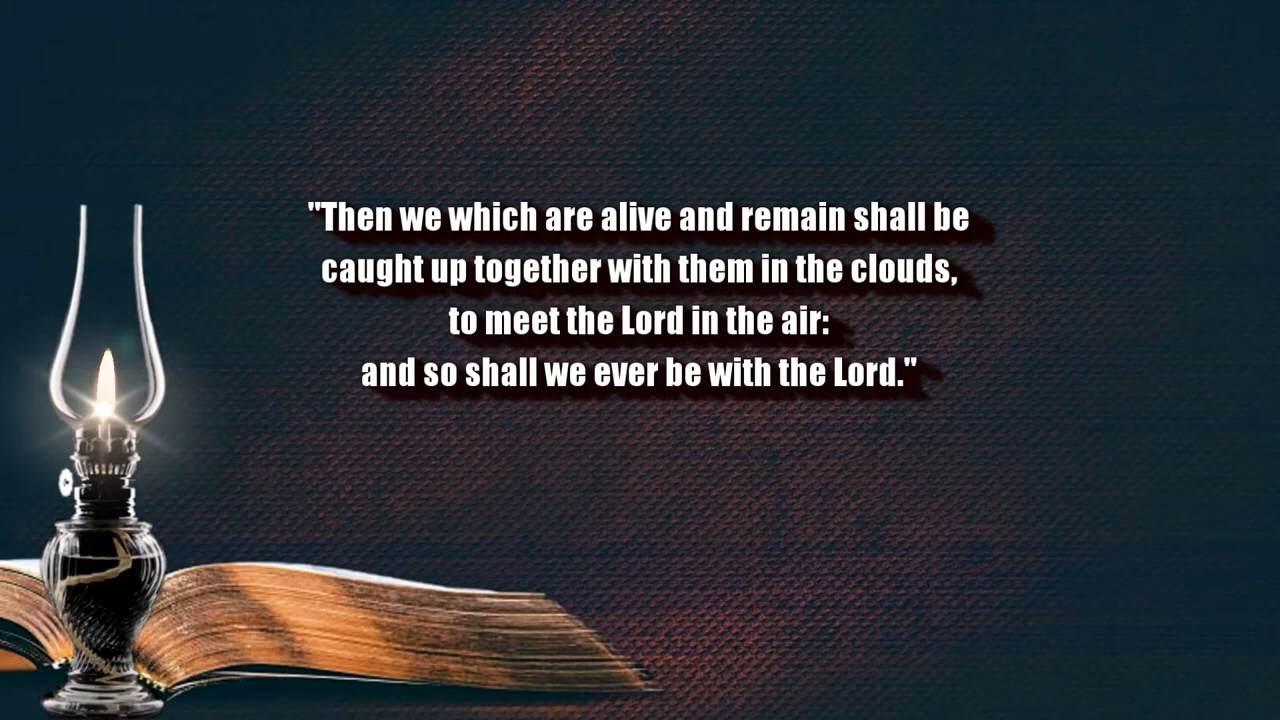 "Then we which are alive and remain shall be
caught up together with them in the clouds,
to meet the Lord in the air:
and so shall we ever be with the Lord."